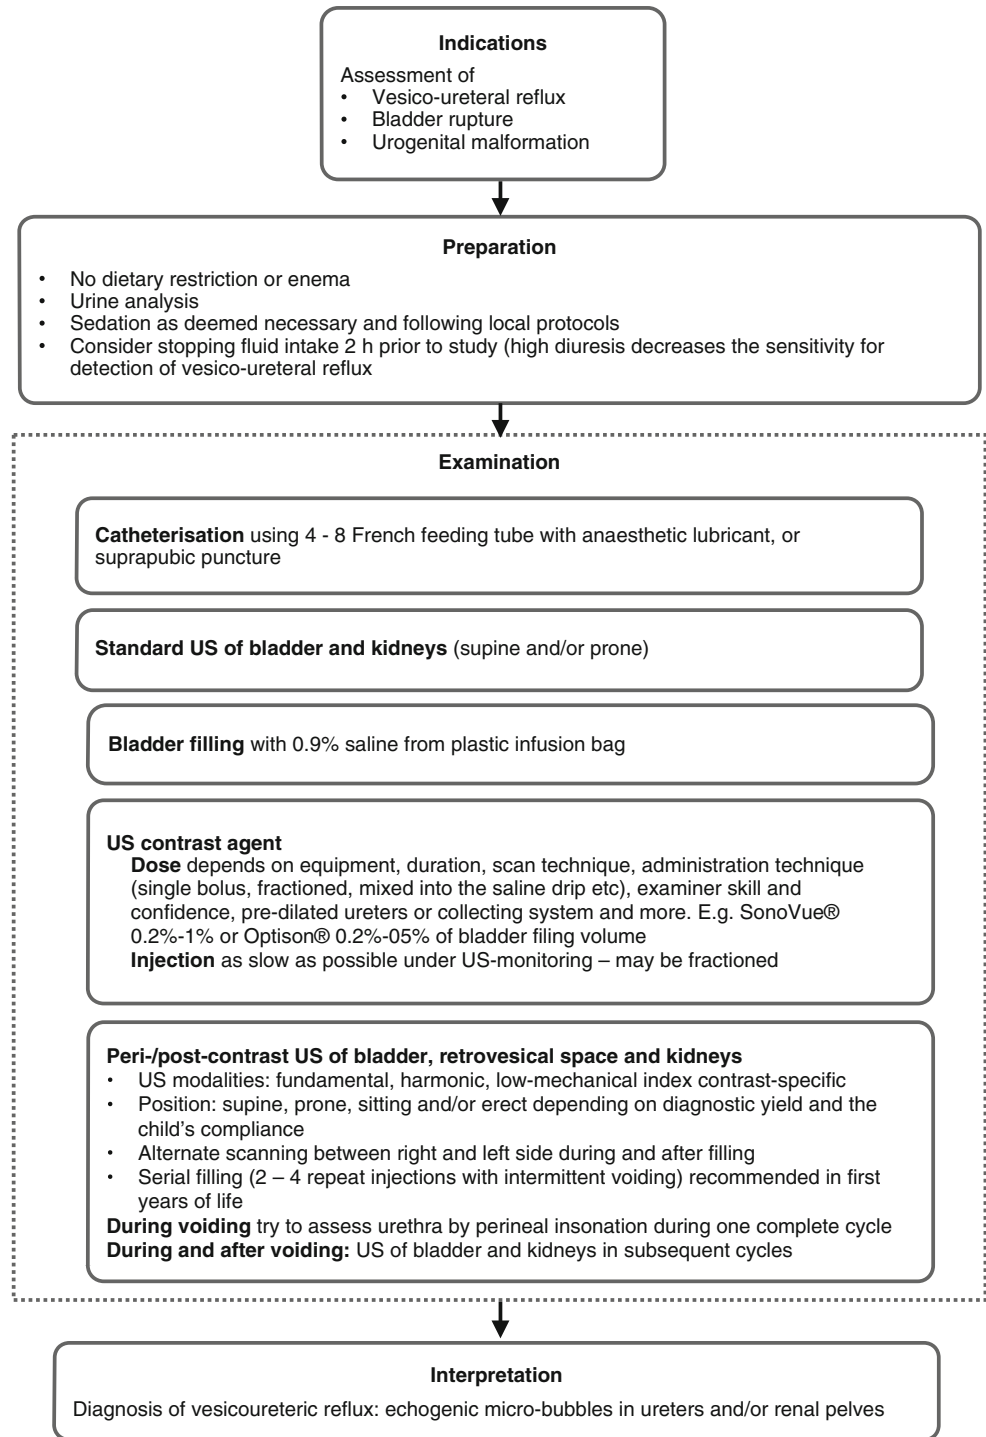 Indications
Assessment of
• Vesico-ureteral reflux
• Bladder rupture
• Urogenital malformation
Preparation
• No dietary restriction or enema
• Urine analysis
• Sedation as deemed necessary and following local protocols
• Consider stopping fluid intake 2 h prior to study (high diuresis decreases the sensitivity for
detection of vesico-ureteral reflux
Examination
Catheterisation using 4 - 8 French feeding tube with anaesthetic lubricant, or
suprapubic puncture
Standard US of bladder and kidneys (supine and/or prone)
Bladder filling with 0.9% saline from plastic infusion bag
US contrast agent
Dose depends on equipment, duration, scan technique, administration technique
(single bolus, fractioned, mixed into the saline drip etc), examiner skill and
confidence, pre-dilated ureters or collecting system and more. E.g. SonoVue®
0.2%-1% or Optison® 0.2%-05% of bladder filing volume
Injection as slow as possible under US-monitoring – may be fractioned
Peri-/post-contrast US of bladder, retrovesical space and kidneys
• US modalities: fundamental, harmonic, low-mechanical index contrast-specific
• Position: supine, prone, sitting and/or erect depending on diagnostic yield and the
child's compliance
• Alternate scanning between right and left side during and after filling
• Serial filling (2 – 4 repeat injections with intermittent voiding) recommended in first
years of life
During voiding try to assess urethra by perineal insonation during one complete cycle
During and after voiding: US of bladder and kidneys in subsequent cycles
Interpretation
Diagnosis of vesicoureteric reflux: echogenic micro-bubbles in ureters and/or renal pelves